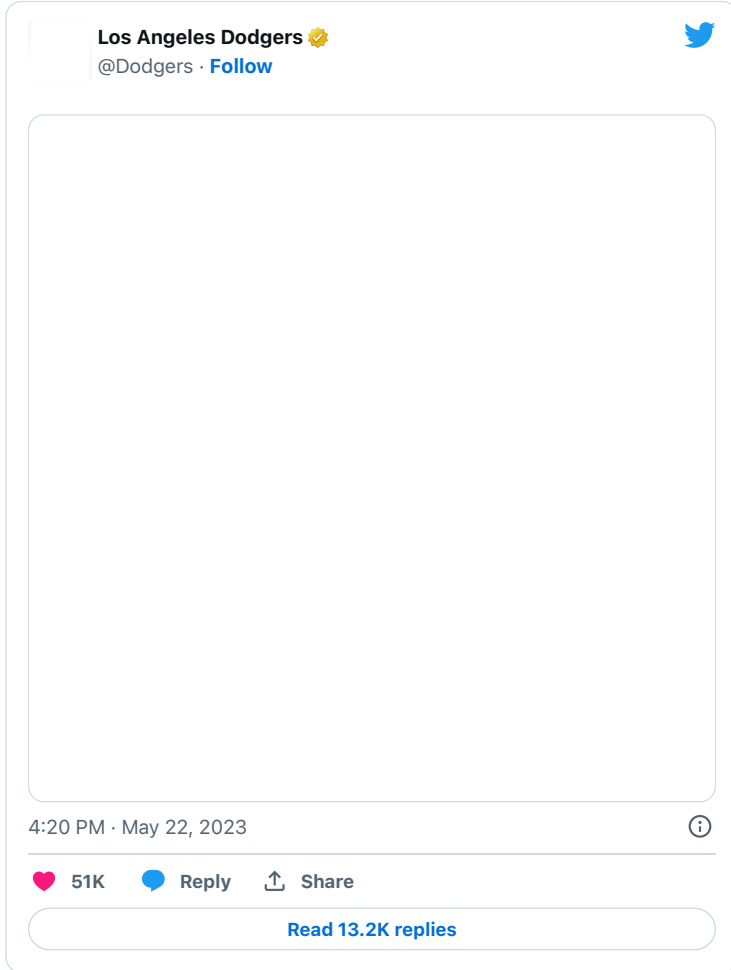 Los Angeles Dodgers
@Dodgers · Follow
4:20 PM · May 22, 2023
51K Reply Share
Read 13.2K replies